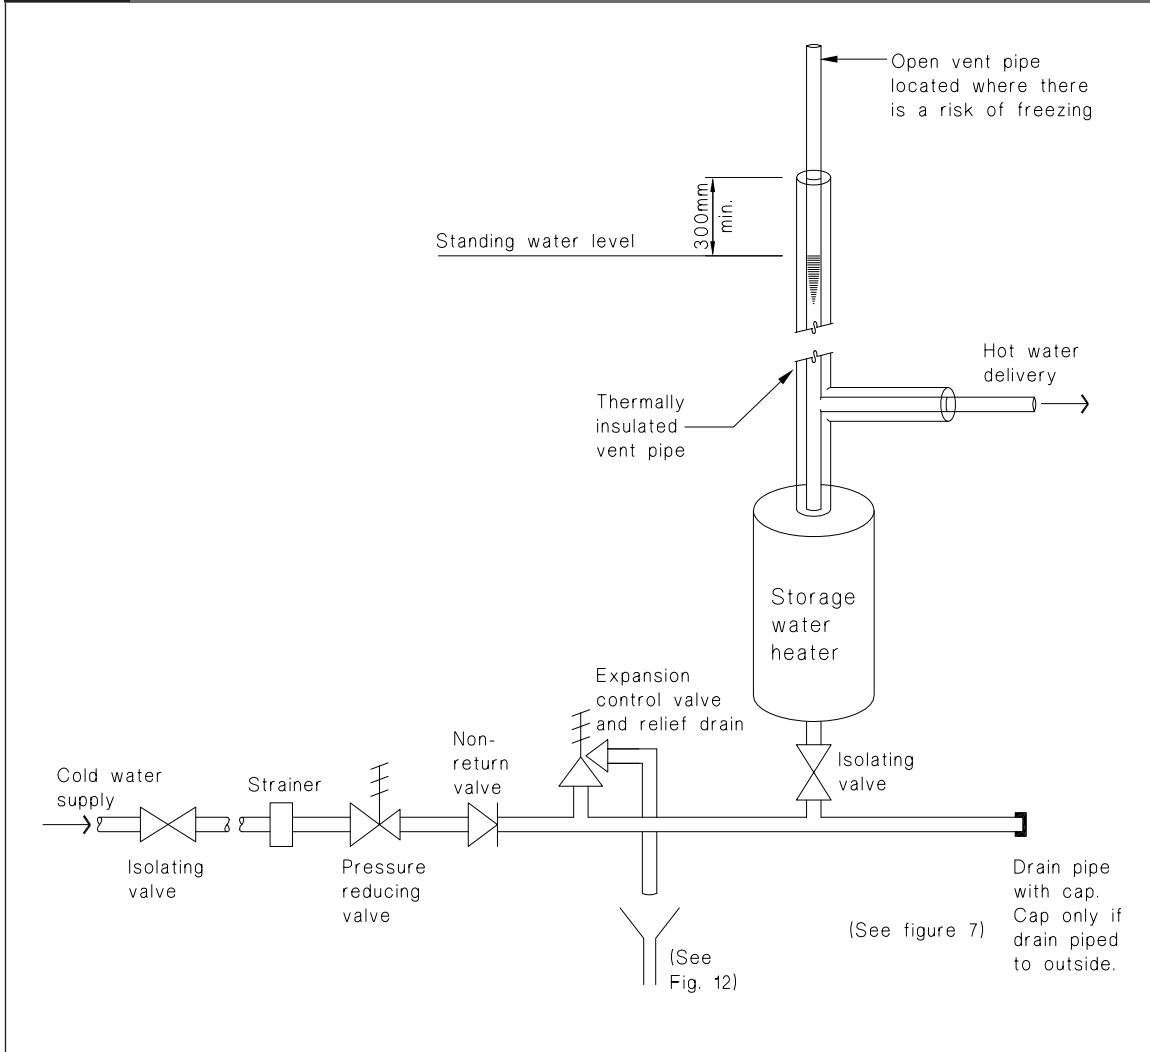 Open vent pipe
located where there
is a risk of freezing
300mm
min.
Standing water level
Hot water
delivery
Thermally
insulated
vent pipe
Storage
water
heater
Expansion
control valve
and relief drain
Non-
return
valve
Isolating
valve
Cold water
supply
Strainer
Isolating
valve
Pressure
reducing
valve
Drain pipe
with cap.
Cap only if
drain piped
to outside.
(See figure 7)
(See
Fig. 12)